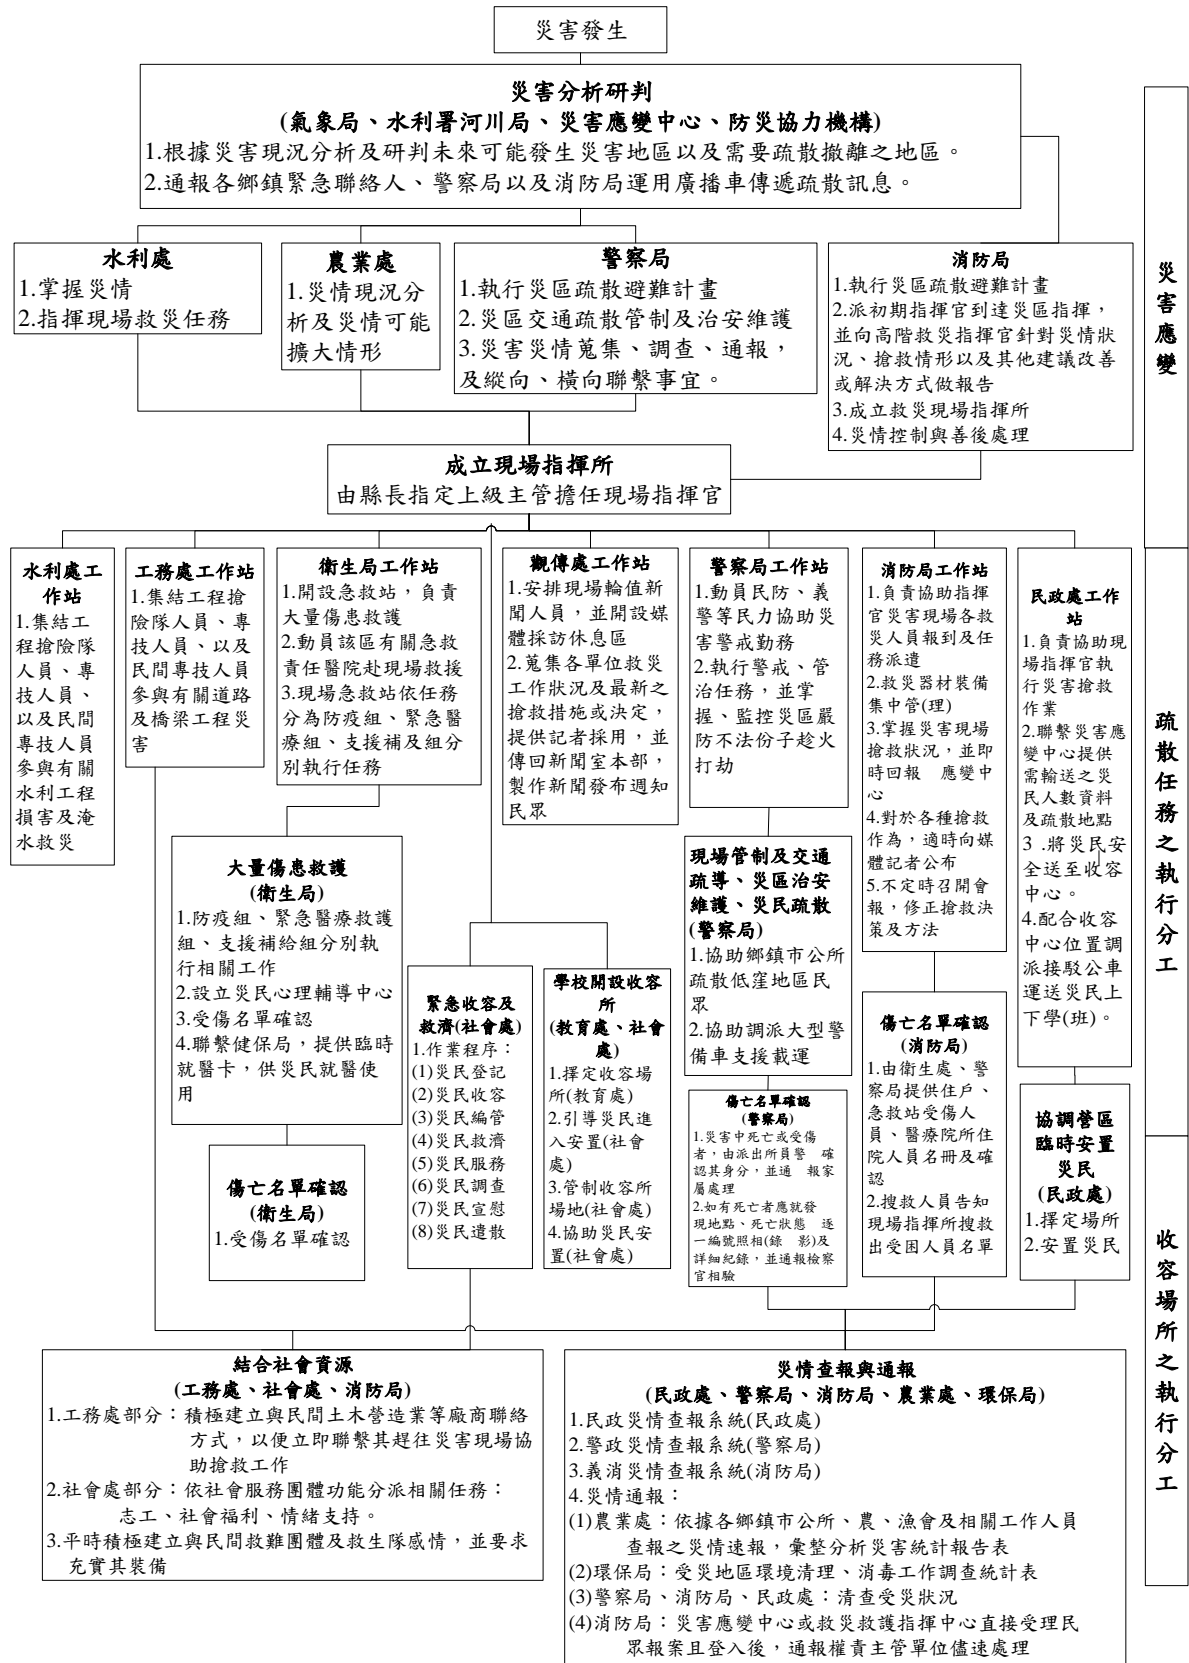 災害發生
災害分析研判
(氣象局、水利署河川局、災害應變中心、防災協力機構)
1.根據災害現況分析及研判未來可能發生災害地區以及需要疏散撤離之地區。
2.通報各鄉鎮緊急聯絡人、警察局以及消防局運用廣播車傳遞疏散訊息。
災害應變
水利處
1.掌握災情
2.指揮現場救災任務
農業處
1.災情現況分
析及災情可能
擴大情形
警察局
1.執行災區疏散避難計畫
2.災區交通疏散管制及治安維護
3.災害災情蒐集、調查、通報，
及縱向、橫向聯繫事宜。
消防局
1.執行災區疏散避難計畫
2.派初期指揮官到達災區指揮，
並向高階救災指揮官針對災情狀
況、搶救情形以及其他建議改善
或解決方式做報告
3.成立救災現場指揮所
4.災情控制與善後處理
成立現場指揮所
由縣長指定上級主管擔任現場指揮官
疏散任務之執行分工
水利處工
作站
1.集結工
程搶險隊
人員、專
技人員、
以及民間
專技人員
參與有關
水利工程
損害及淹
水救災
工務處工作站
1.集結工程搶
險隊人員、專
技人員、以及
民間專技人員
參與有關道路
及橋梁工程災
害
衛生局工作站
1.開設急救站，負責
大量傷患救護
2.動員該區有關急救
責任醫院赴現場救援
3.現場急救站依任務
分為防疫組、緊急醫
療組、支援補及組分
別執行任務
觀傳處工作站
1.安排現場輪值新
聞人員，並開設媒
體採訪休息區
2.蒐集各單位救災
工作狀況及最新之
搶救措施或決定，
提供記者採用，並
傳回新聞室本部，
製作新聞發布週知
民眾
警察局工作站
1.動員民防、義
警等民力協助災
害警戒勤務
2.執行警戒、管
治任務，並掌
握、監控災區嚴
防不法份子趁火
打劫
消防局工作站
1.負責協助指揮
官災害現場各救
災人員報到及任
務派遣
2.救災器材裝備
集中管(理)
3.掌握災害現場
搶救狀況，並即
時回報 應變中
心
4.對於各種搶救
作為，適時向媒
體記者公布
5.不定時召開會
報，修正搶救決
策及方法
民政處工
作站
1.負責協助現
場指揮官執
行災害搶救
作業
2.聯繫災害應
變中心提供
需輸送之災
民人數資料
及疏散地點
3 .將災民安
全送至收容
中心。
4.配合收容
中心位置調
派接駁公車
運送災民上
下學(班)。
大量傷患救護
(衛生局)
1.防疫組、緊急醫療救護
組、支援補給組分別執
行相關工作
2.設立災民心理輔導中心
3.受傷名單確認
4.聯繫健保局，提供臨時
就醫卡，供災民就醫使
用
緊急收容及
救濟(社會處)
1.作業程序：
(1)災民登記
(2)災民收容
(3)災民編管
(4)災民救濟
(5)災民服務
(6)災民調查
(7)災民宣慰
(8)災民遣散
學校開設收容
所
(教育處、社會
處)
1.擇定收容場
所(教育處)
2.引導災民進
入安置(社會
處)
3.管制收容所
場地(社會處)
4.協助災民安
置(社會處)
現場管制及交通
疏導、災區治安
維護、災民疏散
(警察局)
1.協助鄉鎮市公所
疏散低窪地區民
眾
2.協助調派大型警
備車支援載運
傷亡名單確認
(警察局)
1.災害中死亡或受傷
者，由派出所員警 確
認其身分，並通 報家
屬處理
2.如有死亡者應就發
現地點、死亡狀態 逐
一編號照相(錄 影)及
詳細紀錄，並通報檢察
官相驗
傷亡名單確認
(消防局)
1.由衛生處、警
察局提供住戶、
急救站受傷人
員、醫療院所住
院人員名冊及確
認
2.搜救人員告知
現場指揮所搜救
出受困人員名單
協調營區
臨時安置
災民
(民政處)
1.擇定場所
2.安置災民
傷亡名單確認
(衛生局)
1.受傷名單確認
收容場所之執行分工
結合社會資源
(工務處、社會處、消防局)
1.工務處部分：積極建立與民間土木營造業等廠商聯絡
方式，以便立即聯繫其趕往災害現場協
助搶救工作
2.社會處部分：依社會服務團體功能分派相關任務：
志工、社會福利、情緒支持。
3.平時積極建立與民間救難團體及救生隊感情，並要求
充實其裝備
災情查報與通報
(民政處、警察局、消防局、農業處、環保局)
1.民政災情查報系統(民政處)
2.警政災情查報系統(警察局)
3.義消災情查報系統(消防局)
4.災情通報：
(1)農業處：依據各鄉鎮市公所、農、漁會及相關工作人員
查報之災情速報，彙整分析災害統計報告表
(2)環保局：受災地區環境清理、消毒工作調查統計表
(3)警察局、消防局、民政處：清查受災狀況
(4)消防局：災害應變中心或救災救護指揮中心直接受理民
眾報案且登入後，通報權責主管單位儘速處理